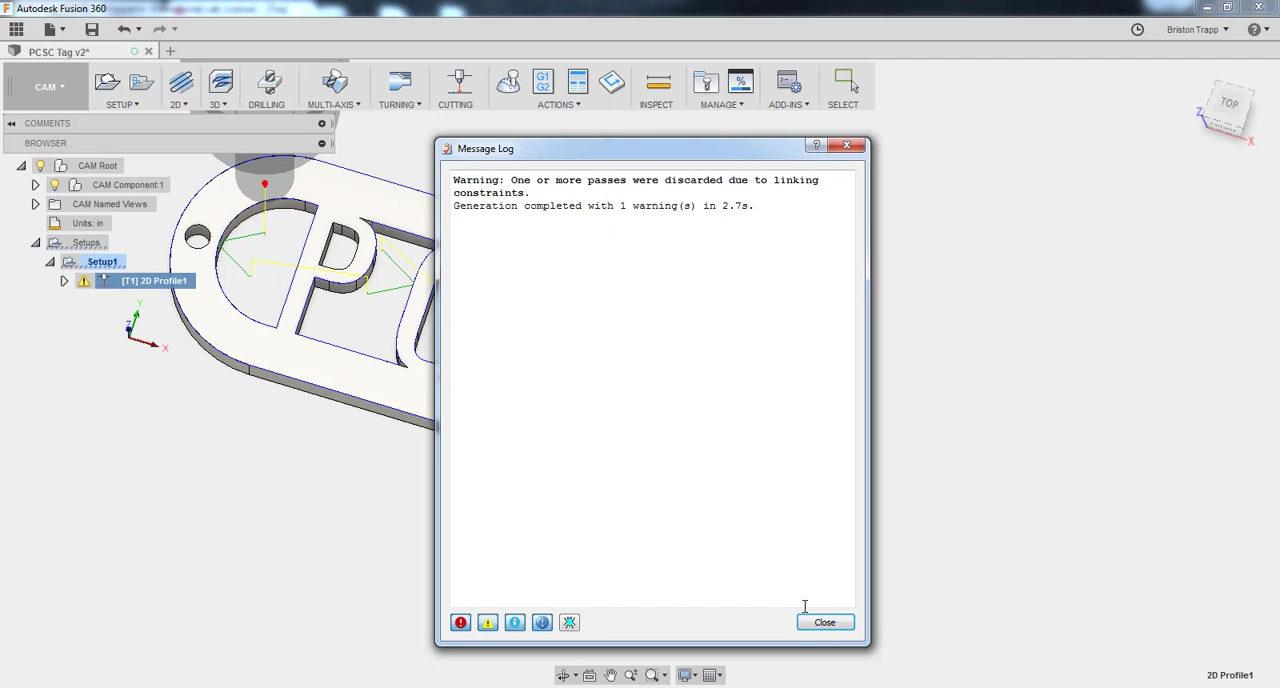 Autodesk Fusion 360
Briston Trapp
PCSC Tag v2*
CAM
SETUP
2D
3D
DRILLING
MULTI-AXIS
TURNING
CUTTING
G1
G2
ACTIONS
INSPECT
MANAGE
ADD-INS
SELECT
TOP
Z
X
COMMENTS
BROWSER
CAM Root
CAM Component:1
CAM Named Views
Units: in
Setups
Setup1
[T1] 2D Profile1
Y
Z
X
Message Log
Warning: One or more passes were discarded due to linking
constraints.
Generation completed with 1 warning(s) in 2.7s.
Close
2D Profile1